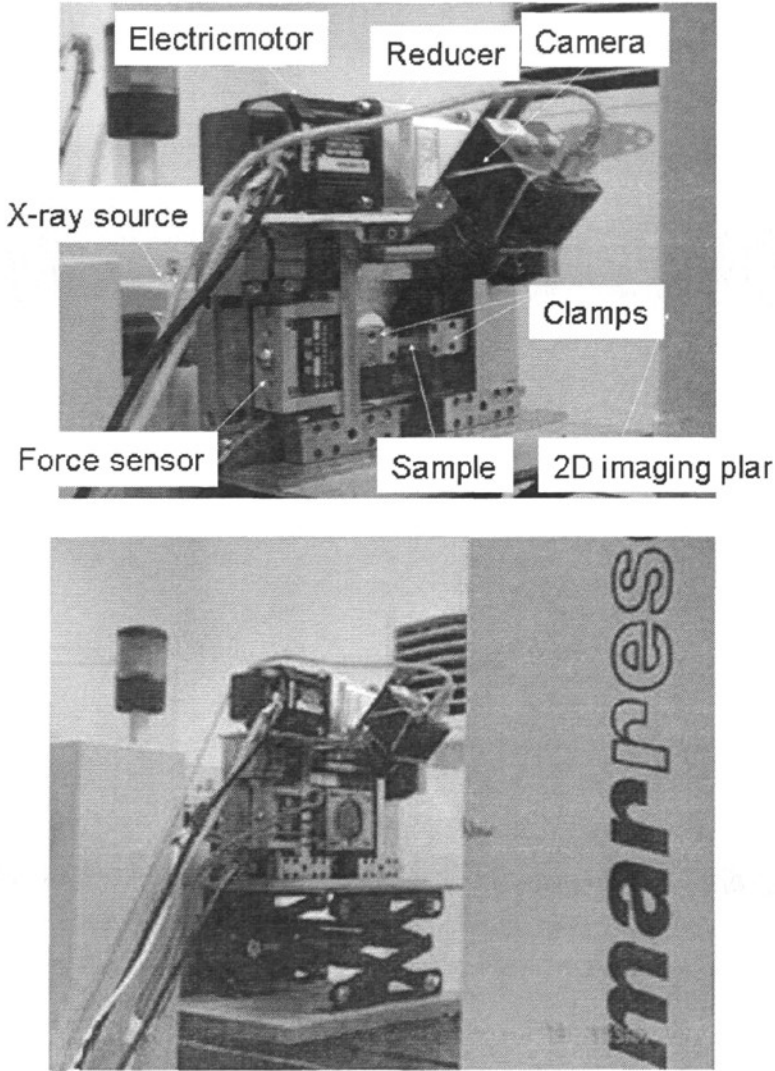 Electricmotor
Reducer
Camera
X-ray source
Clamps
Force sensor
Sample
2D imaging plar
marres